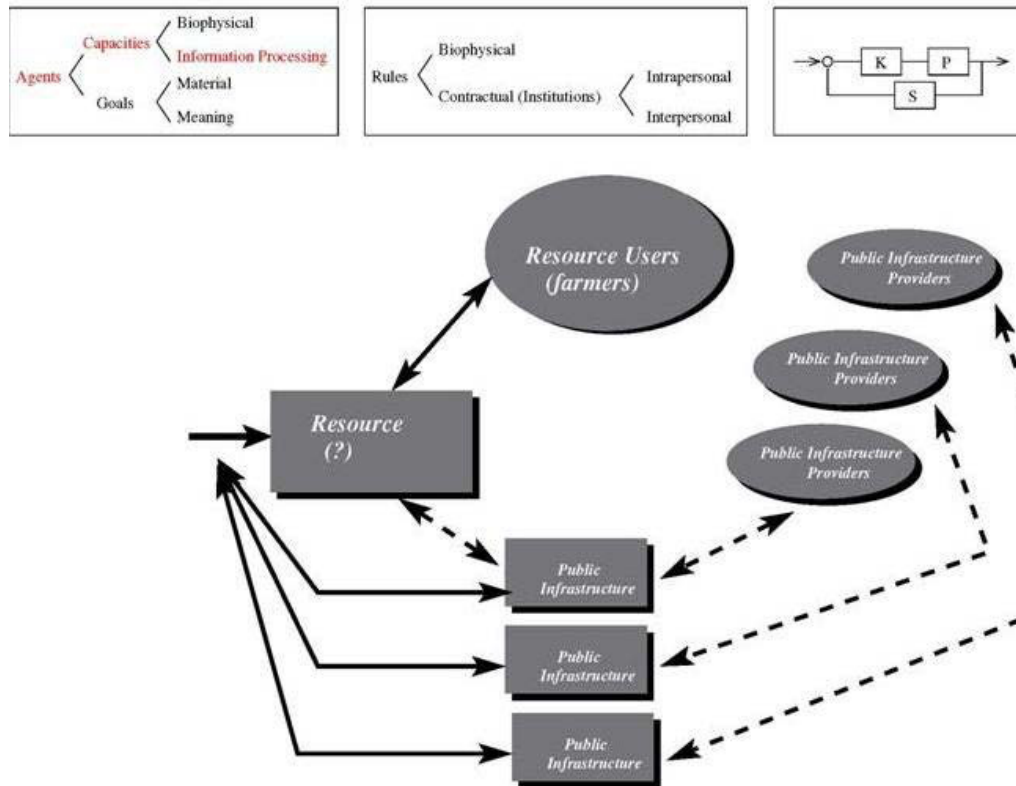 Agents
Capacities
Biophysical
Information Processing
Goals
Material
Meaning
Rules
Biophysical
Contractual (Institutions)
Intrapersonal
Interpersonal
K
P
S
Resource Users
(farmers)
Public Infrastructure
Providers
Public Infrastructure
Providers
Public Infrastructure
Providers
Resource
(?)
Public
Infrastructure
Public
Infrastructure
Public
Infrastructure